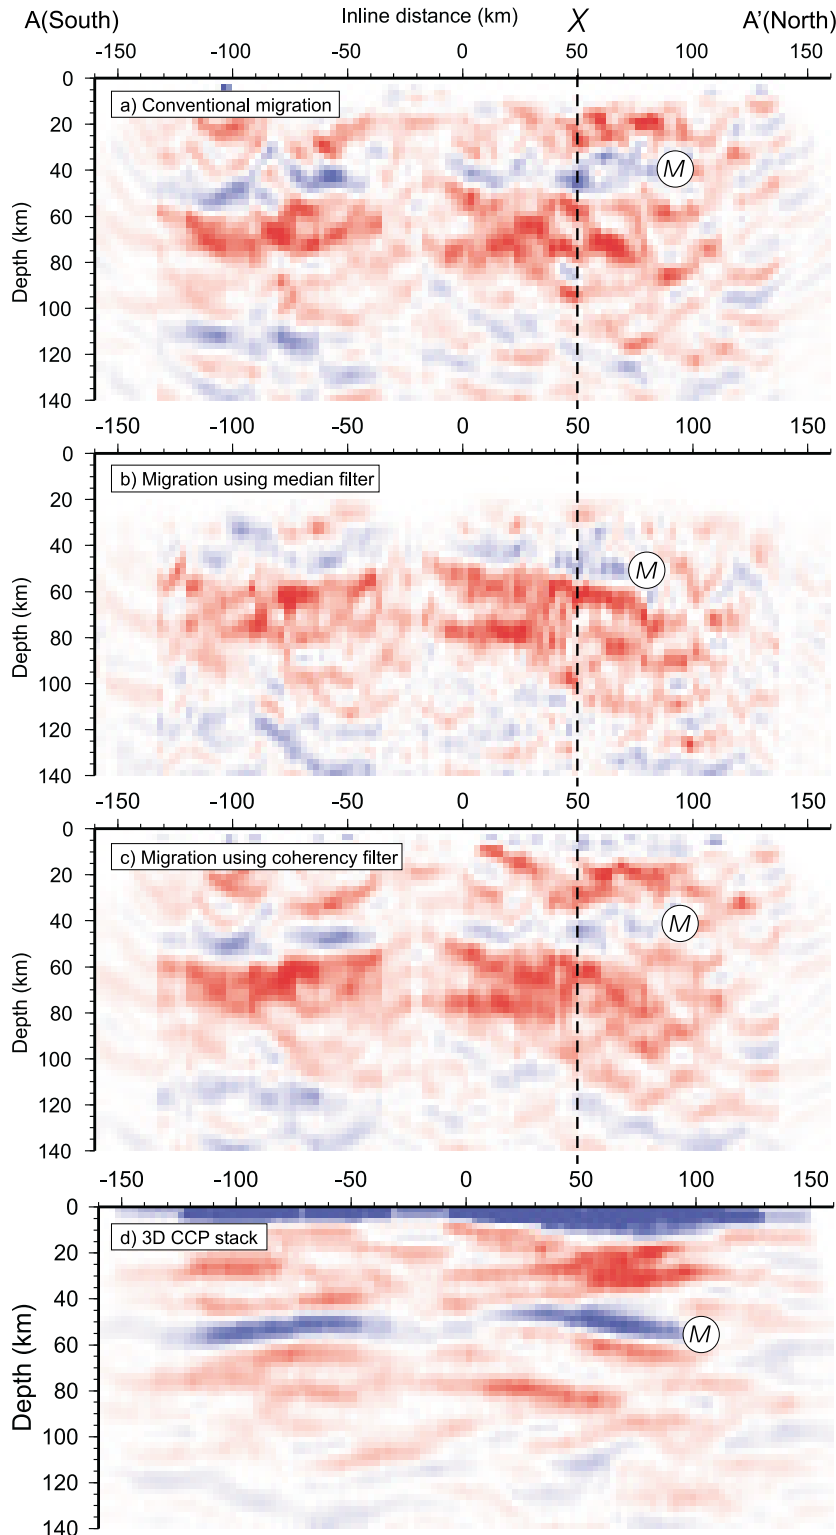 A(South) Inline distance (km) X A'(North)
-150 -100 -50 0 50 100 150
0
a) Conventional migration
20
40
M
60
80
100
120
140
Depth (km)
-150 -100 -50 0 50 100 150
0
b) Migration using median filter
20
40
M
60
80
100
120
140
Depth (km)
-150 -100 -50 0 50 100 150
0
c) Migration using coherency filter
20
40
M
60
80
100
120
140
Depth (km)
-150 -100 -50 0 50 100 150
0
d) 3D CCP stack
20
40
M
60
80
100
120
140
Depth (km)